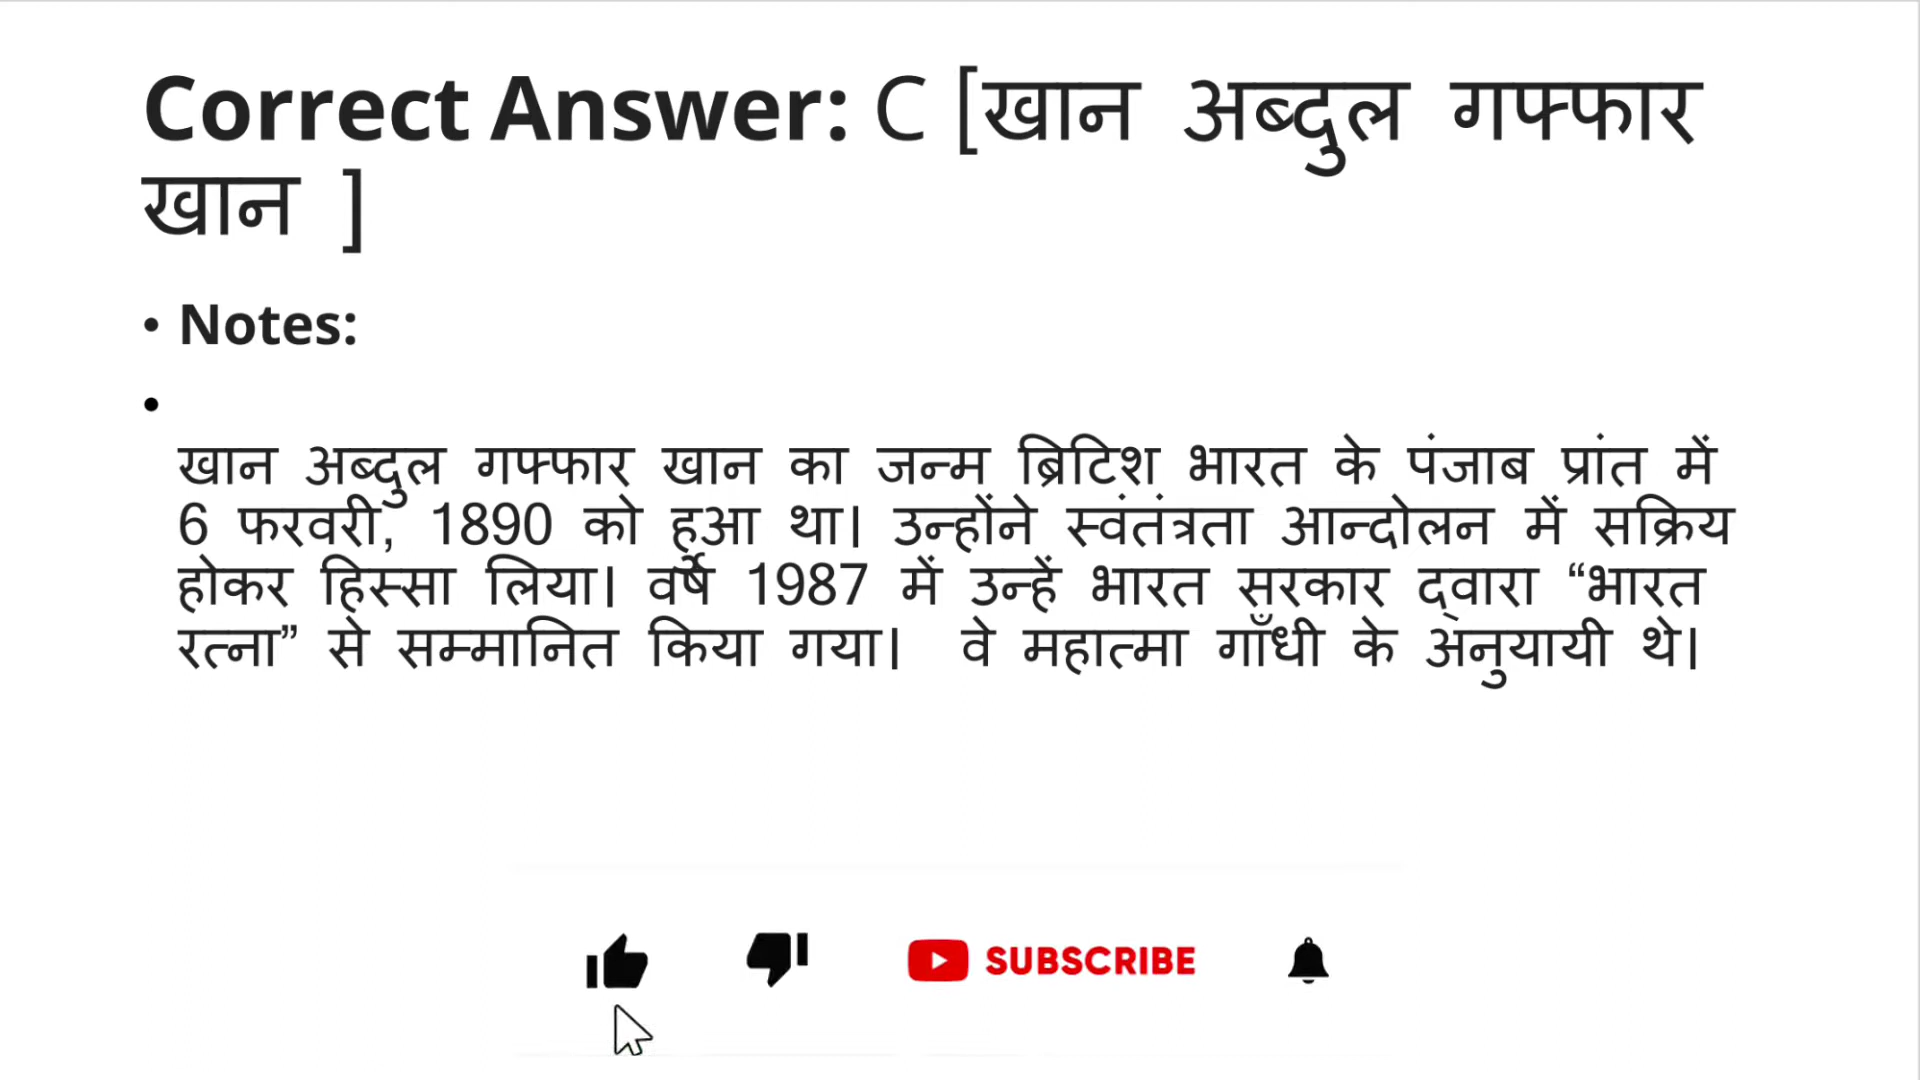 Correct Answer: C [खान अब्दुल गफ्फार
खान ]
• Notes:
•
खान अब्दुल गफ्फार खान का जन्म ब्रिटिश भारत के पंजाब प्रांत में
6 फरवरी, 1890 को हुआ था। उन्होंने स्वंतंत्रता आन्दोलन में सक्रिय
होकर हिस्सा लिया। वर्ष 1987 में उन्हें भारत सरकार द्वारा “भारत
रत्ना” से सम्मानित किया गया। वे महात्मा गाँधी के अनुयायी थे।
SUBSCRIBE